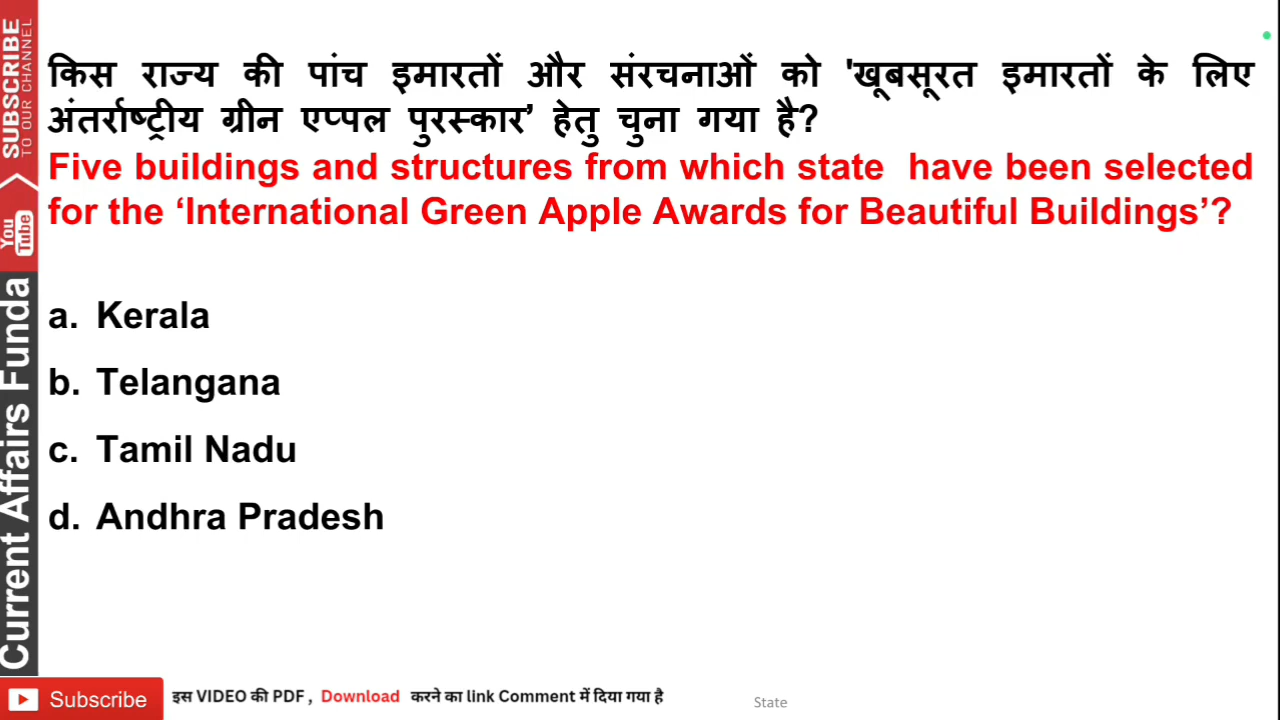 SUBSCRIBE
TO OUR CHANNEL
You
Tube
Current Affairs Funda
किस राज्य की पांच इमारतों और संरचनाओं को 'खूबसूरत इमारतों के लिए
अंतर्राष्ट्रीय ग्रीन एप्पल पुरस्कार’ हेतु चुना गया है?
Five buildings and structures from which state have been selected
for the ‘International Green Apple Awards for Beautiful Buildings’?
a. Kerala
b. Telangana
c. Tamil Nadu
d. Andhra Pradesh
Subscribe
इस VIDEO की PDF , Download करने का link Comment में दिया गया है
State